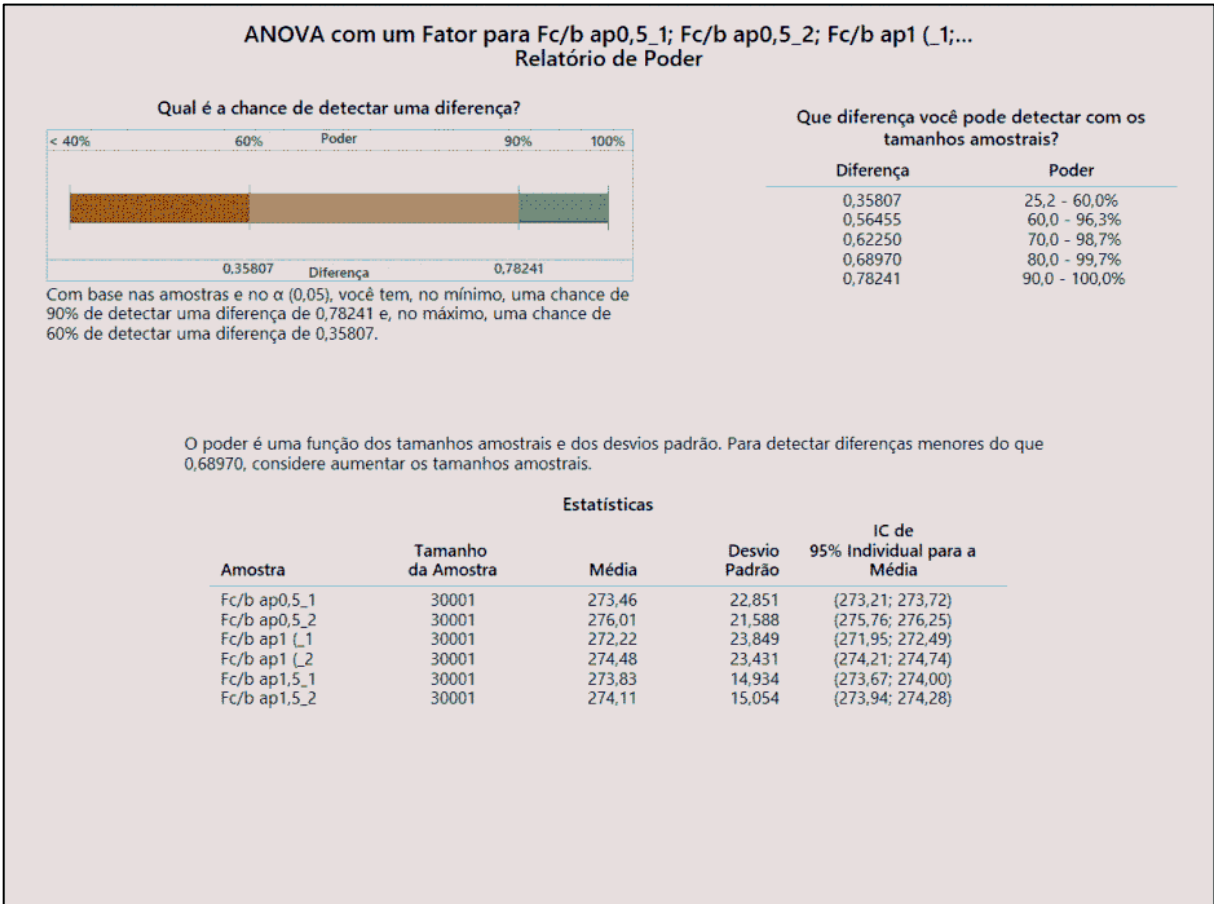 ANOVA com um Fator para Fc/b ap0,5_1; Fc/b ap0,5_2; Fc/b ap1 (_1;...
Relatório de Poder
Qual é a chance de detectar uma diferença?
< 40% 60% Poder 90% 100%
0,35807 Diferença 0,78241
Com base nas amostras e no α (0,05), você tem, no mínimo, uma chance de
90% de detectar uma diferença de 0,78241 e, no máximo, uma chance de
60% de detectar uma diferença de 0,35807.
Que diferença você pode detectar com os
tamanhos amostrais?
Diferença Poder
0,35807 25,2 - 60,0%
0,56455 60,0 - 96,3%
0,62250 70,0 - 98,7%
0,68970 80,0 - 99,7%
0,78241 90,0 - 100,0%
O poder é uma função dos tamanhos amostrais e dos desvios padrão. Para detectar diferenças menores do que
0,68970, considere aumentar os tamanhos amostrais.
Estatísticas
Amostra Tamanho da Amostra Média Desvio Padrão IC de 95% Individual para a Média
Fc/b ap0,5_1 30001 273,46 22,851 (273,21; 273,72)
Fc/b ap0,5_2 30001 276,01 21,588 (275,76; 276,25)
Fc/b ap1 (_1 30001 272,22 23,849 (271,95; 272,49)
Fc/b ap1 (_2 30001 274,48 23,431 (274,21; 274,74)
Fc/b ap1,5_1 30001 273,83 14,934 (273,67; 274,00)
Fc/b ap1,5_2 30001 274,11 15,054 (273,94; 274,28)